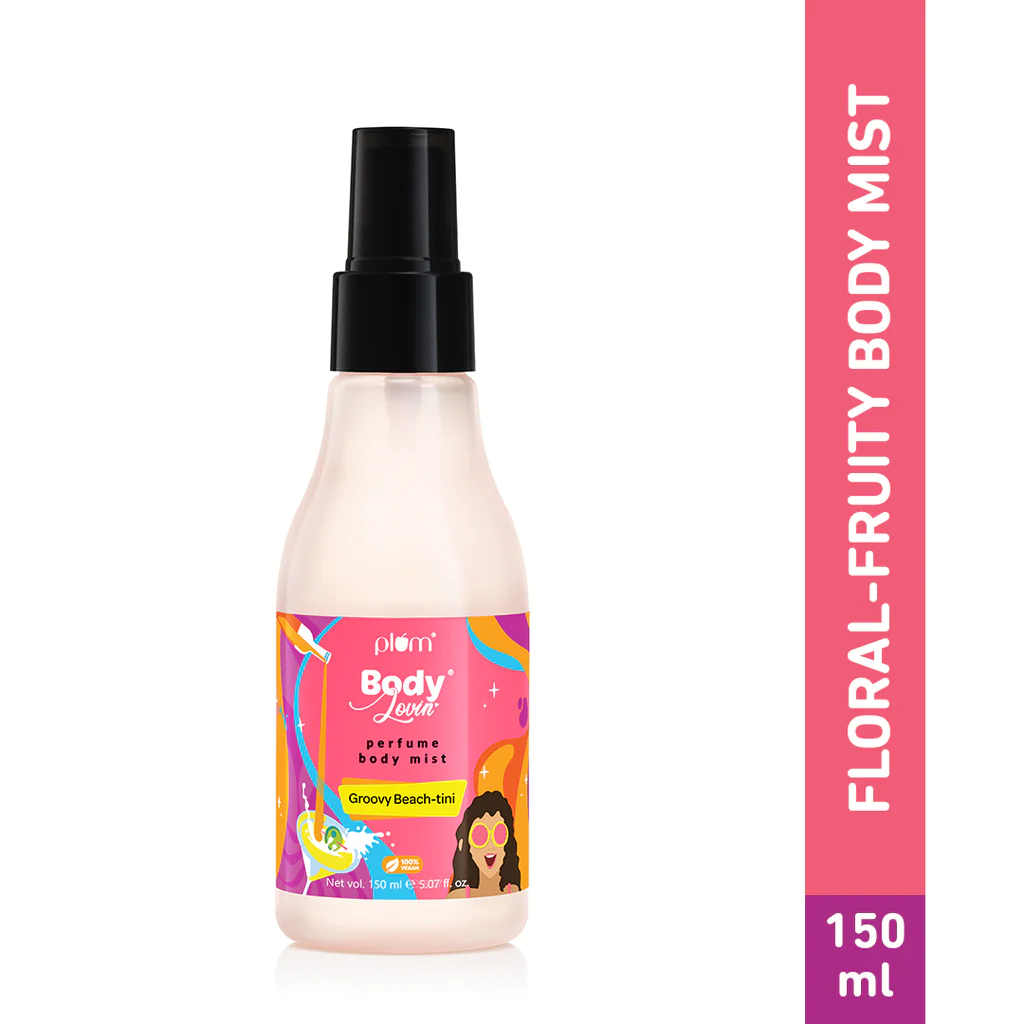 plum
Body®
Lovin'
perfume
body mist
Groovy Beach-tini
100%
VEGAN
Net vol. 150 ml ℮ 5.07 fl. oz.
FLORAL-FRUITY BODY MIST
150
ml